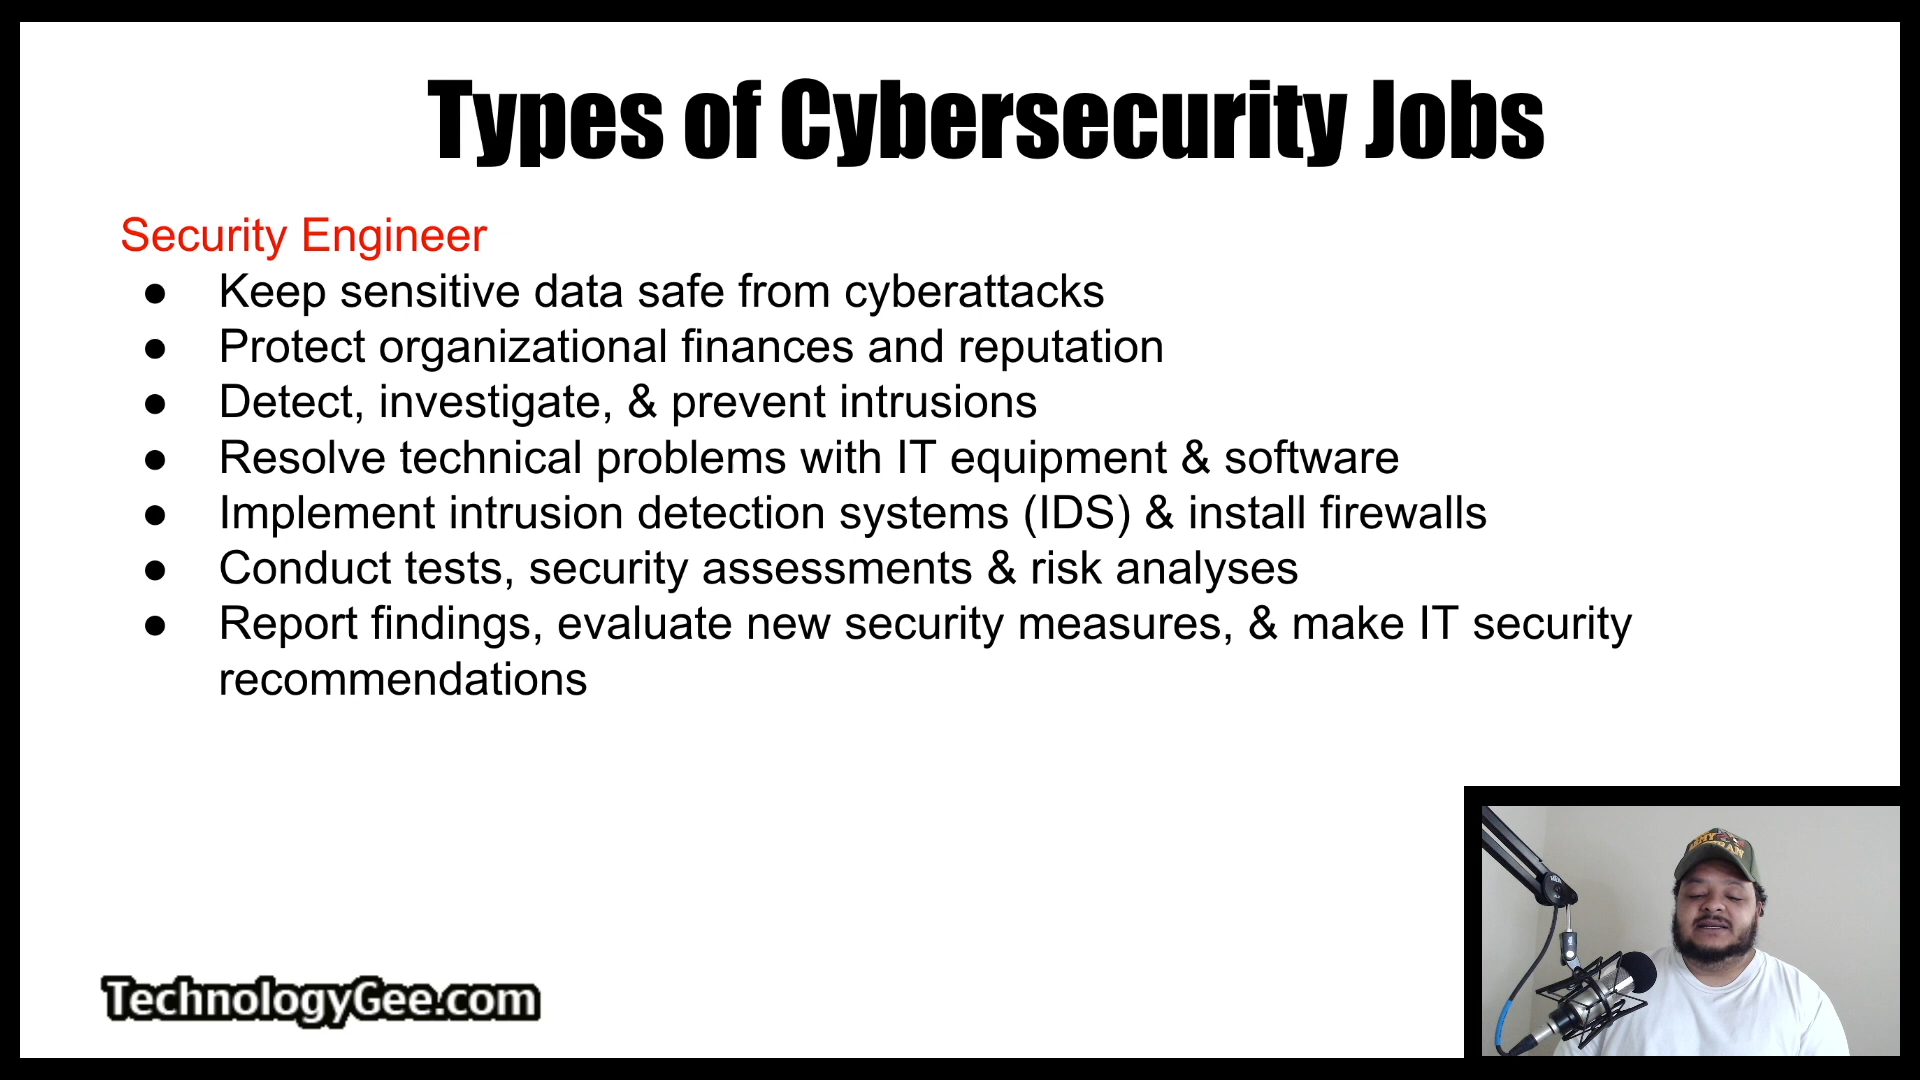 Types of Cybersecurity Jobs
Security Engineer
● Keep sensitive data safe from cyberattacks
● Protect organizational finances and reputation
● Detect, investigate, & prevent intrusions
● Resolve technical problems with IT equipment & software
● Implement intrusion detection systems (IDS) & install firewalls
● Conduct tests, security assessments & risk analyses
● Report findings, evaluate new security measures, & make IT security
recommendations
TechnologyGee.com